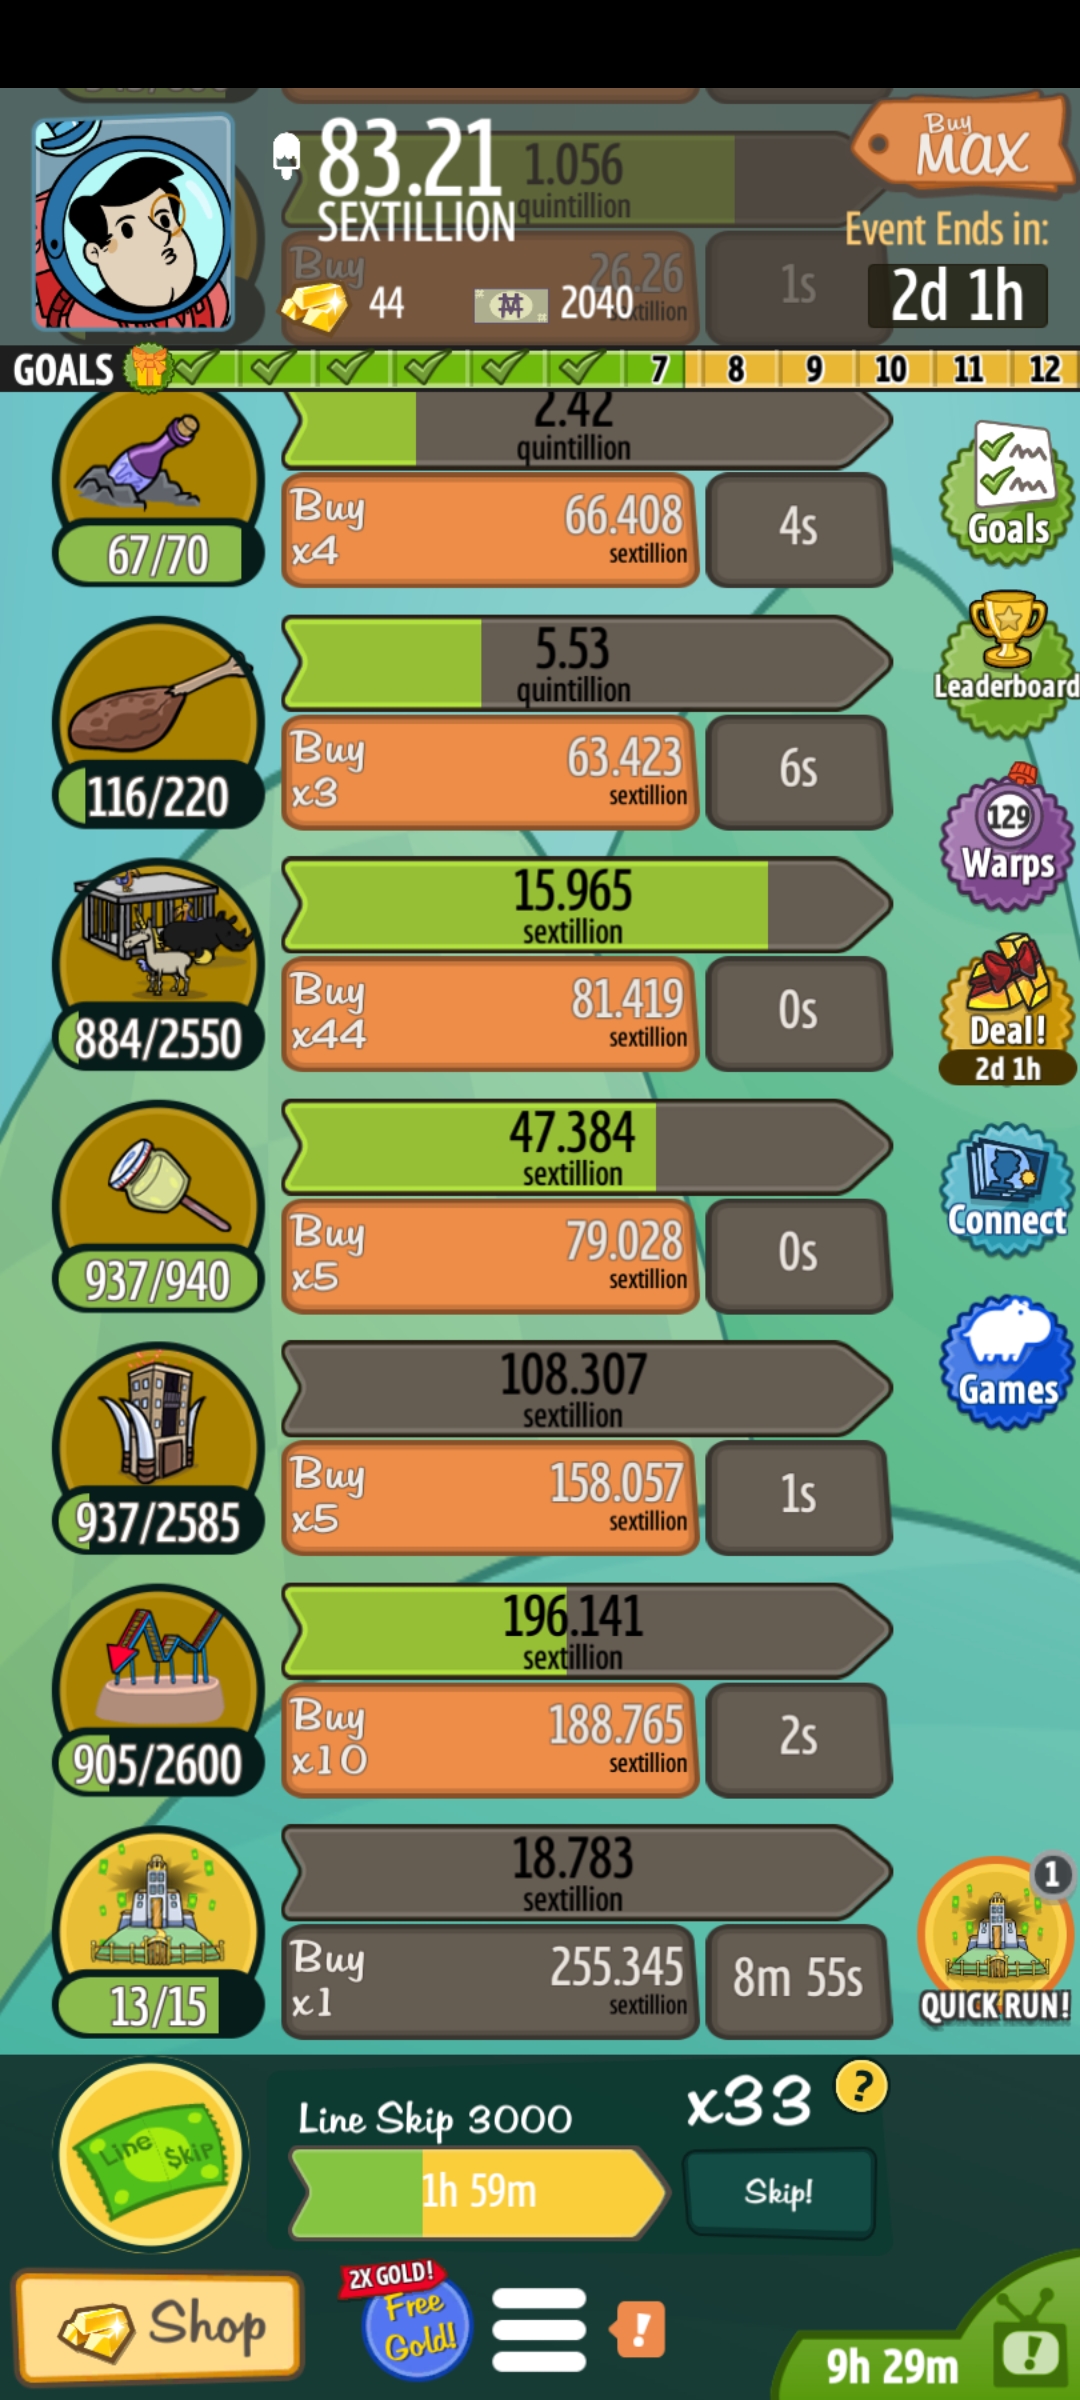 83.21
SEXTILLION
1.056
quintillion
Buy
MAX
Event Ends in:
2d 1h
Buy
26.26
1s
44
2040
GOALS
7
8
9
10
11
12
2.42
quintillion
Buy
x4
66.408
sextillion
4s
67/70
Goals
5.53
quintillion
Buy
x3
63.423
sextillion
6s
116/220
Leaderboard
129
Warps
15.965
sextillion
Buy
x44
81.419
sextillion
0s
884/2550
Deal!
2d 1h
47.384
sextillion
Buy
x5
79.028
sextillion
0s
937/940
Connect
108.307
sextillion
Buy
x5
158.057
sextillion
1s
937/2585
Games
196.141
sextillion
Buy
x10
188.765
sextillion
2s
905/2600
18.783
sextillion
Buy
x1
255.345
sextillion
8m 55s
13/15
1
QUICK RUN!
Line $kip
Line Skip 3000
1h 59m
x33
?
Skip!
Shop
2X GOLD!
Free
Gold!
!
9h 29m
!